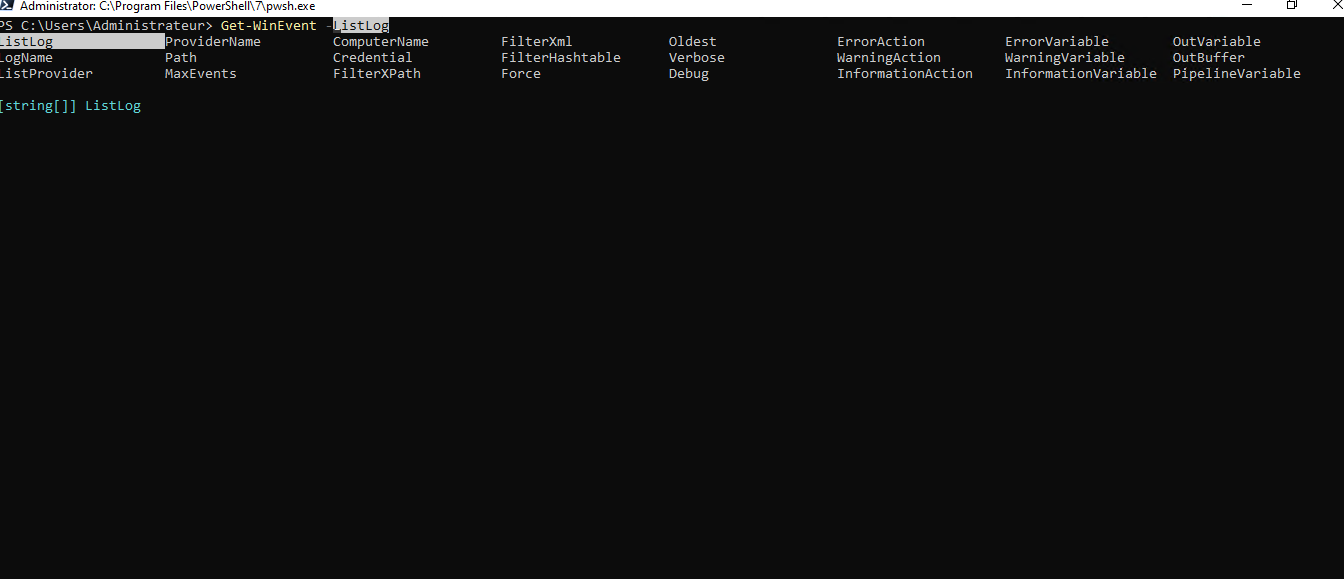 Administrator: C:\Program Files\PowerShell\7\pwsh.exe
PS C:\Users\Administrateur> Get-WinEvent -ListLog
ListLog ProviderName ComputerName FilterXml Oldest ErrorAction ErrorVariable OutVariable
LogName Path Credential FilterHashtable Verbose WarningAction WarningVariable OutBuffer
ListProvider MaxEvents FilterXPath Force Debug InformationAction InformationVariable PipelineVariable
[string[]] ListLog